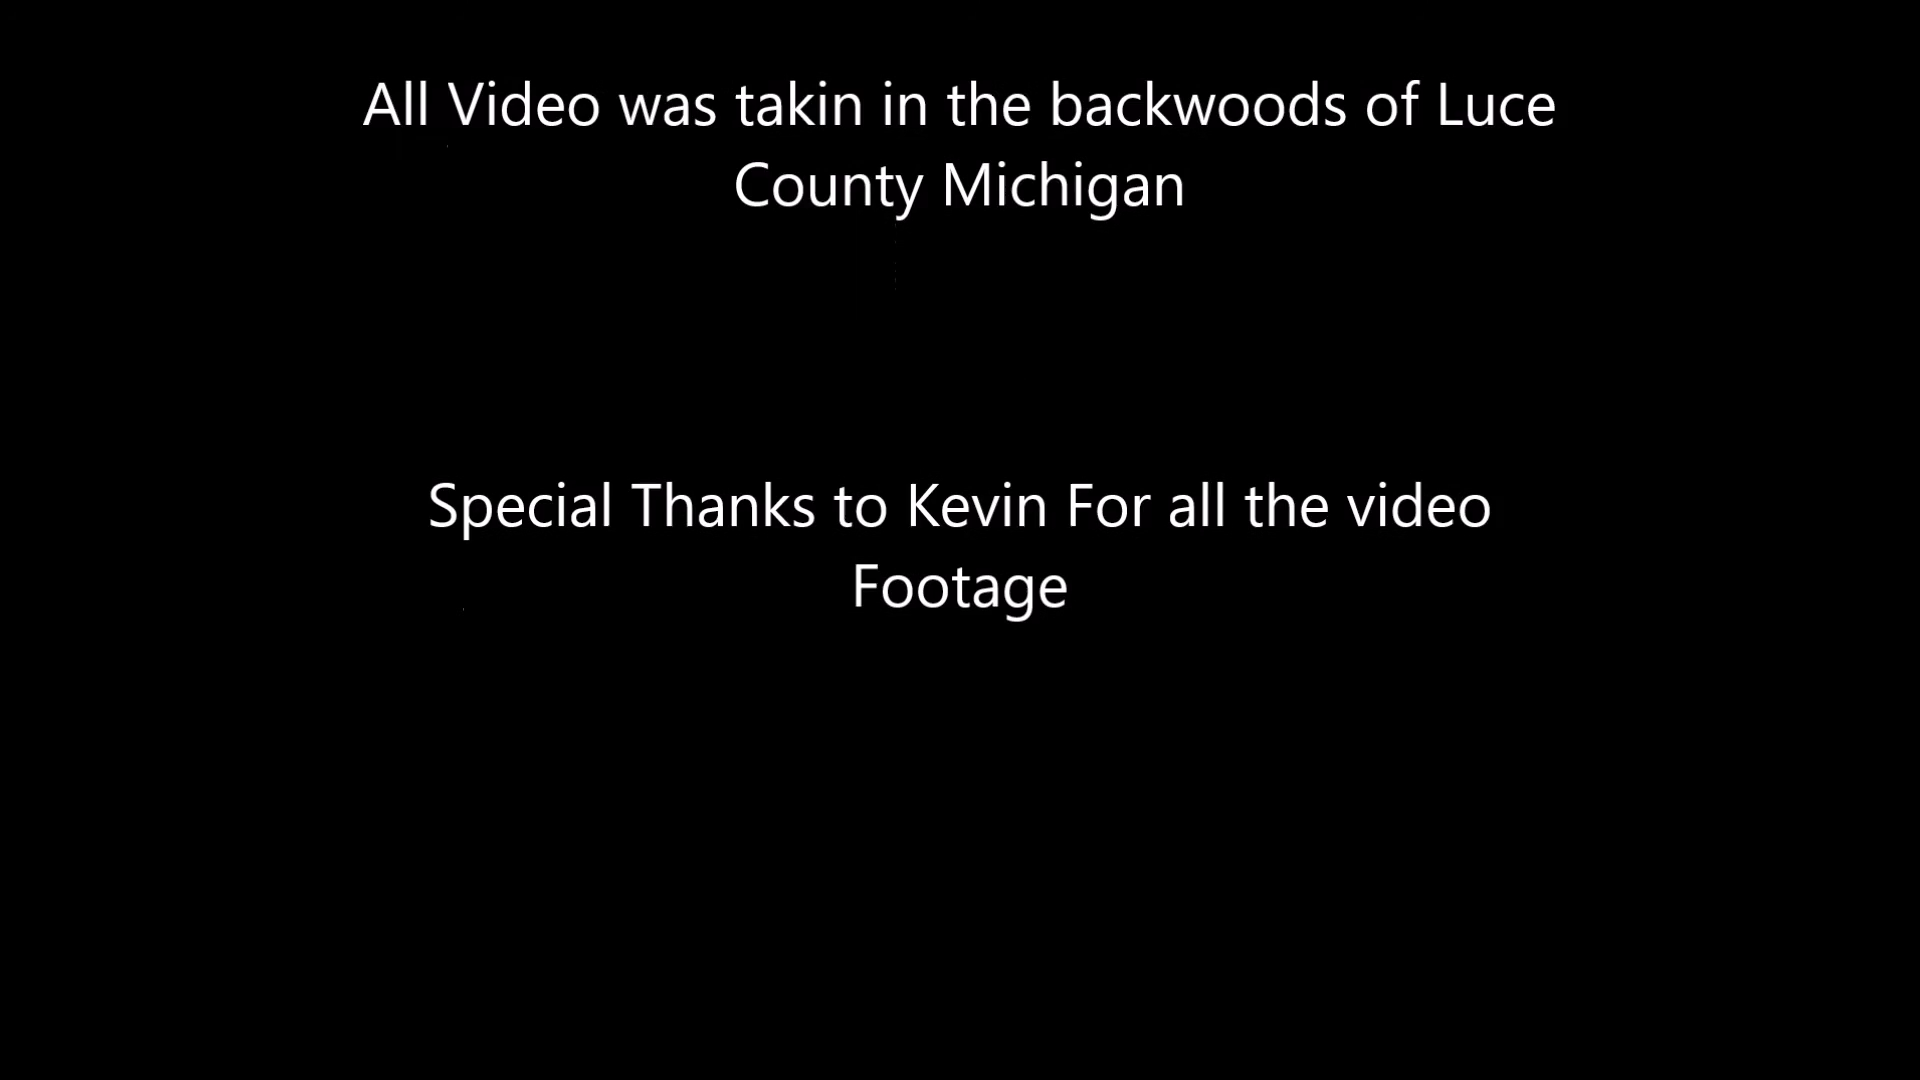 All Video was takin in the backwoods of Luce
County Michigan
Special Thanks to Kevin For all the video
Footage